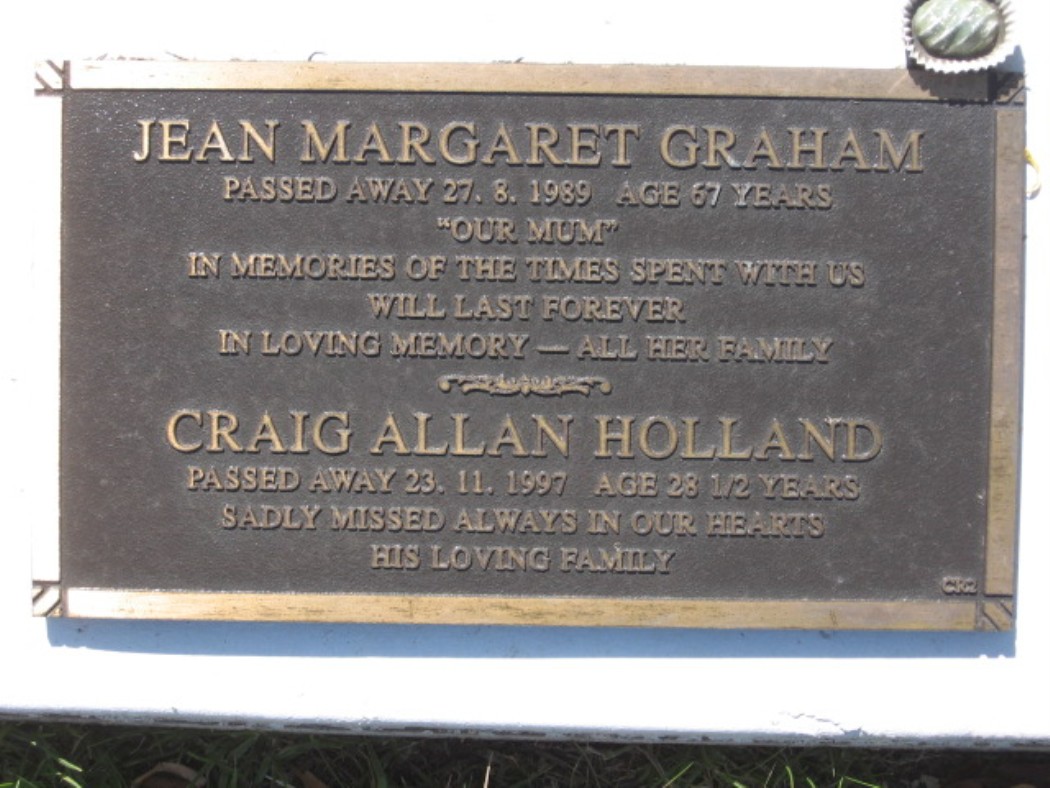 JEAN MARGARET GRAHAM
PASSED AWAY 27. 8. 1989 AGE 67 YEARS
"OUR MUM"
IN MEMORIES OF THE TIMES SPENT WITH US
WILL LAST FOREVER
IN LOVING MEMORY — ALL HER FAMILY
CRAIG ALLAN HOLLAND
PASSED AWAY 23. 11. 1997 AGE 28 1/2 YEARS
SADLY MISSED ALWAYS IN OUR HEARTS
HIS LOVING FAMILY